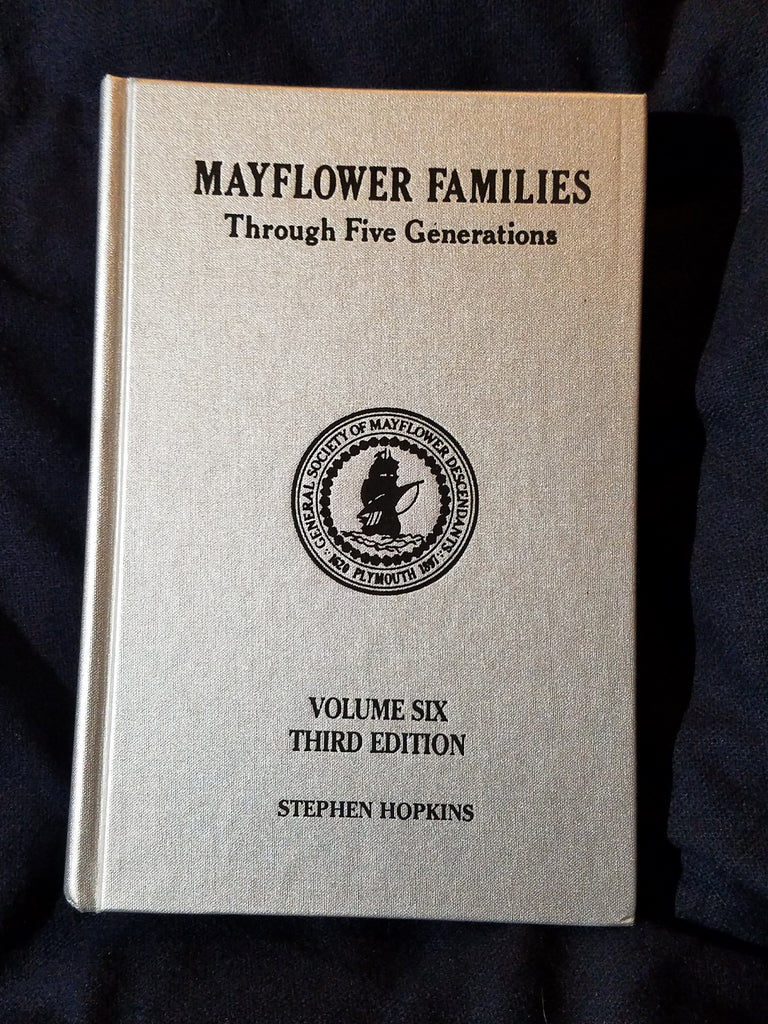 MAYFLOWER FAMILIES
Through Five Generations
GENERAL SOCIETY OF MAYFLOWER DESCENDANTS
1620 PLYMOUTH 1897
VOLUME SIX
THIRD EDITION
STEPHEN HOPKINS